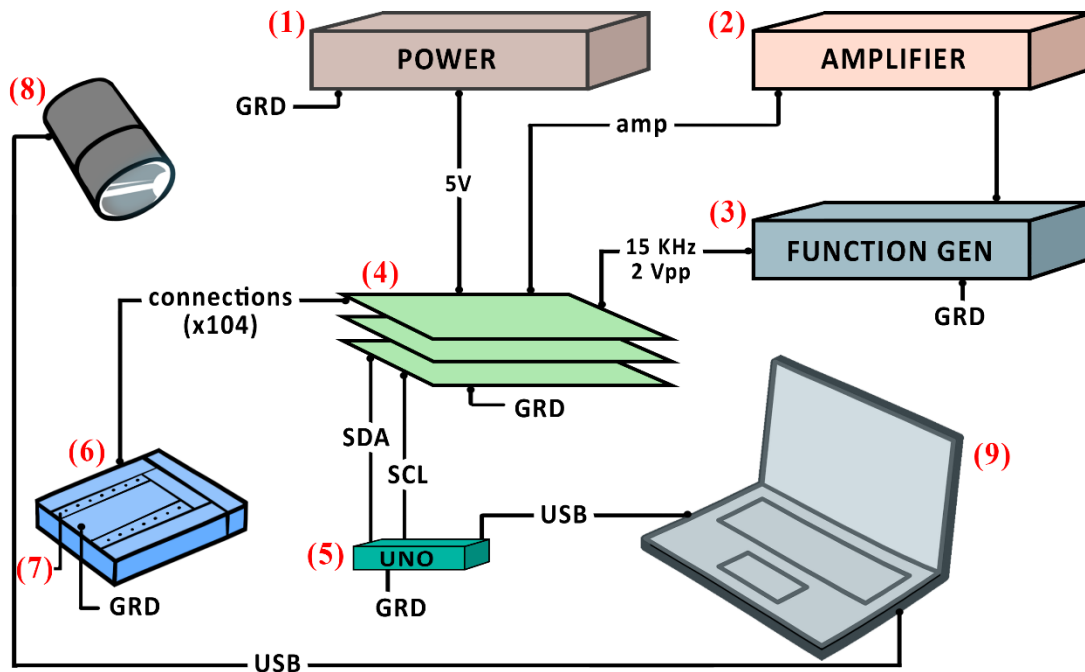 (1)
POWER
GRD
(2)
AMPLIFIER
(8)
amp
5V
(3)
15 KHz
2 Vpp
FUNCTION GEN
GRD
(4)
connections
(x104)
GRD
SDA
SCL
(6)
(9)
USB
(5)
UNO
GRD
(7)
GRD
USB